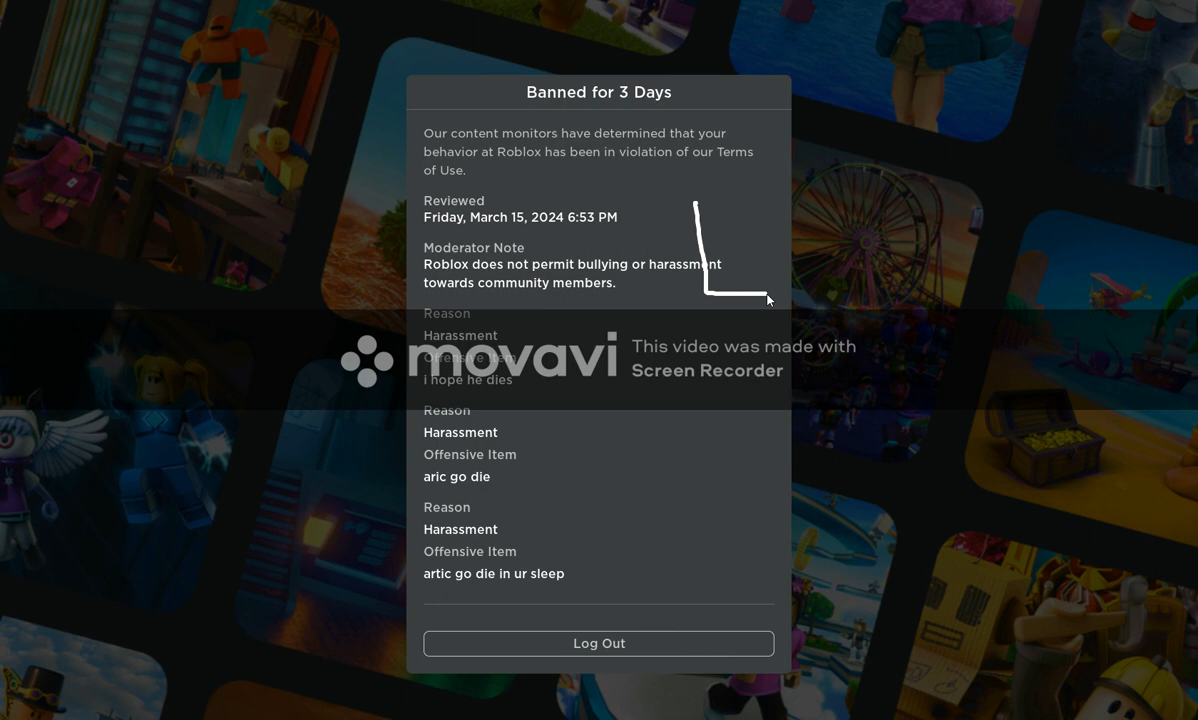 Banned for 3 Days
Our content monitors have determined that your
behavior at Roblox has been in violation of our Terms
of Use.
Reviewed
Friday, March 15, 2024 6:53 PM
Moderator Note
Roblox does not permit bullying or harassment
towards community members.
Reason
Harassment
Offensive Item
i hope he dies
movavi
This video was made with
Screen Recorder
Reason
Harassment
Offensive Item
aric go die
Reason
Harassment
Offensive Item
artic go die in ur sleep
Log Out